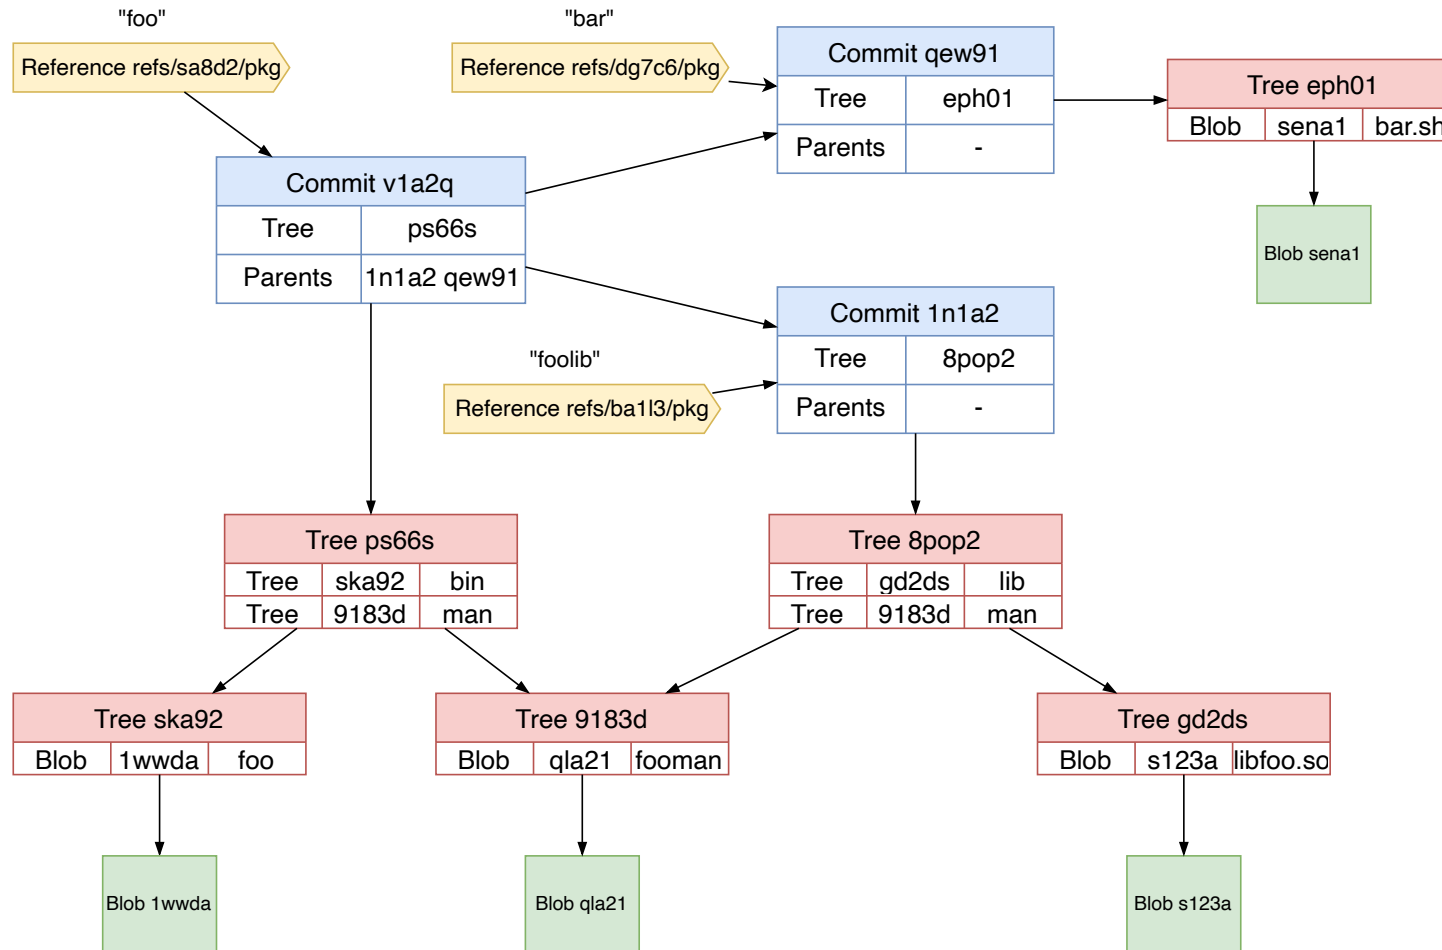 "foo"
Reference refs/sa8d2/pkg
"bar"
Reference refs/dg7c6/pkg
Commit qew91
Tree eph01
Parents -
Tree eph01
Blob sena1 bar.sh
Blob sena1
Commit v1a2q
Tree ps66s
Parents 1n1a2 qew91
Commit 1n1a2
Tree 8pop2
Parents -
"foolib"
Reference refs/ba1l3/pkg
Tree ps66s
Tree ska92 bin
Tree 9183d man
Tree 8pop2
Tree gd2ds lib
Tree 9183d man
Tree ska92
Blob 1wwda foo
Tree 9183d
Blob qla21 fooman
Tree gd2ds
Blob s123a libfoo.so
Blob 1wwda
Blob qla21
Blob s123a